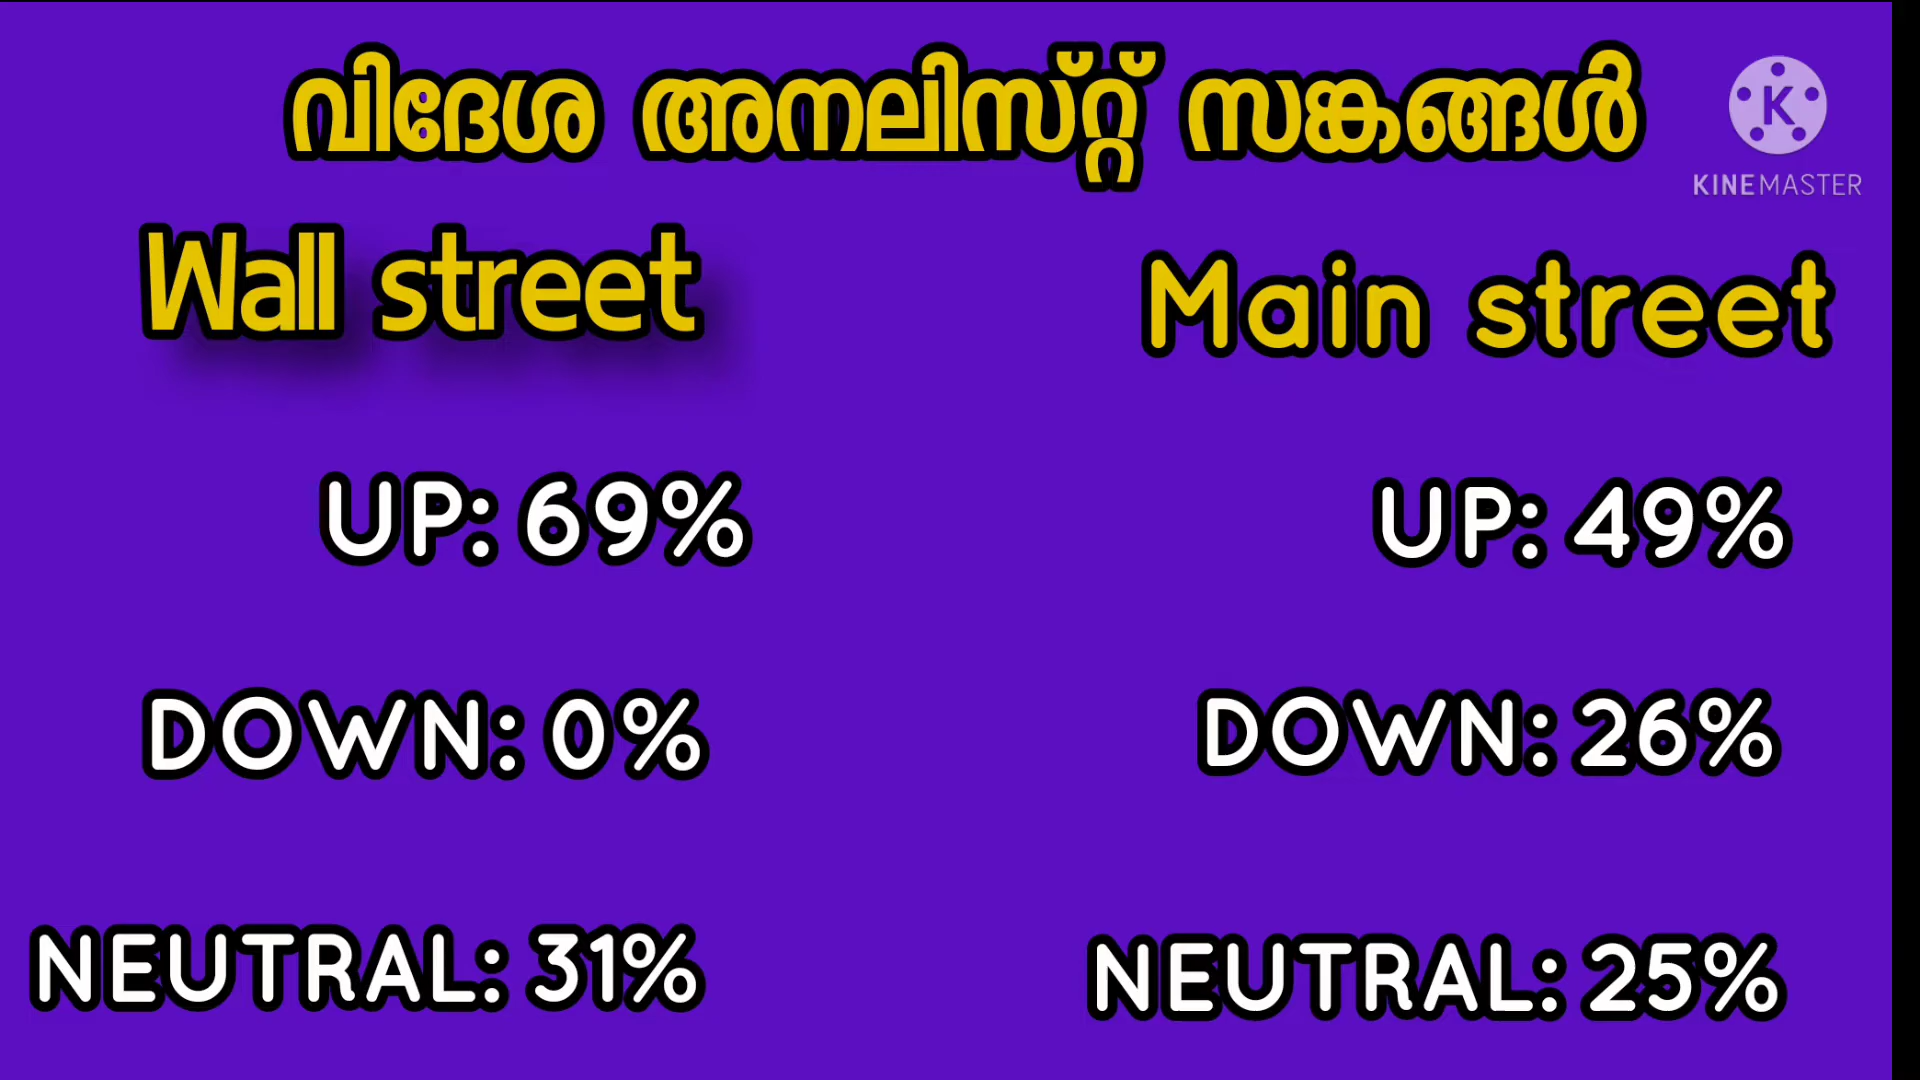 വിദേശ അനലിസ്റ്റ് സങ്കങ്ങൾ
K
KINEMASTER
Wall street
Main street
UP: 69%
UP: 49%
DOWN: 0%
DOWN: 26%
NEUTRAL: 31%
NEUTRAL: 25%